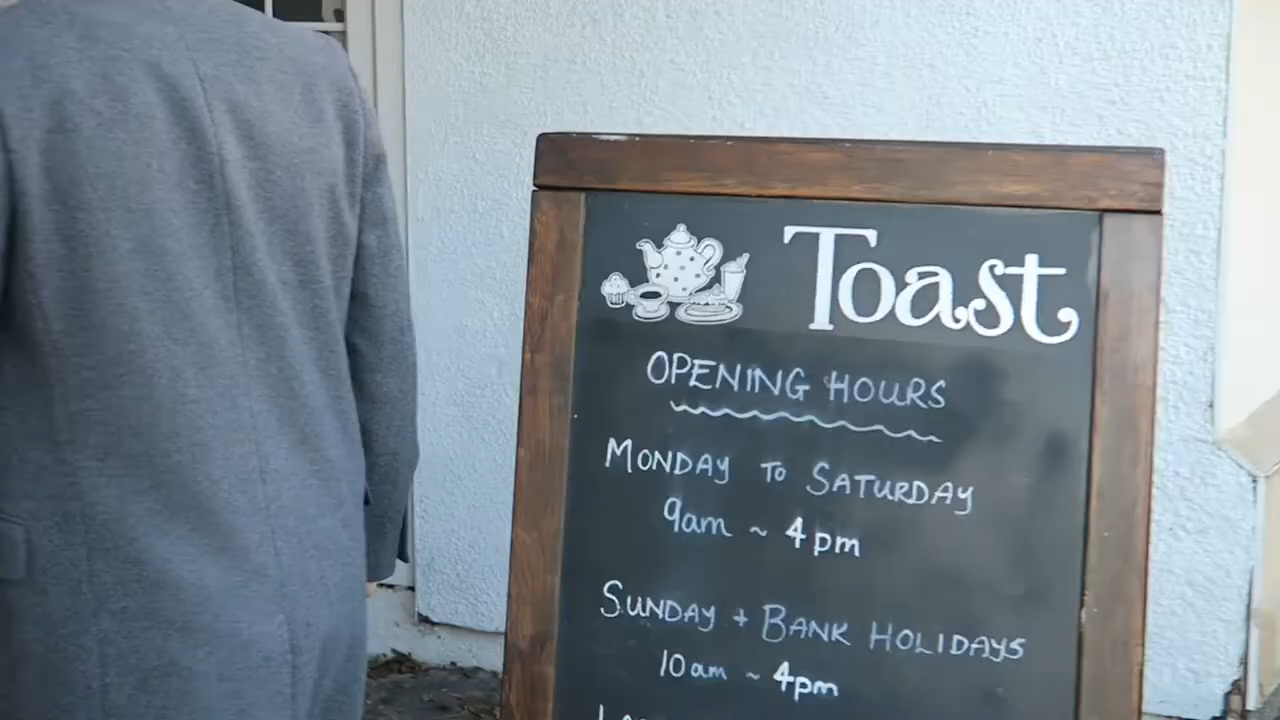 Toast
OPENING HOURS
MONDAY TO SATURDAY
9am ~ 4pm
SUNDAY + BANK HOLIDAYS
10am ~ 4pm